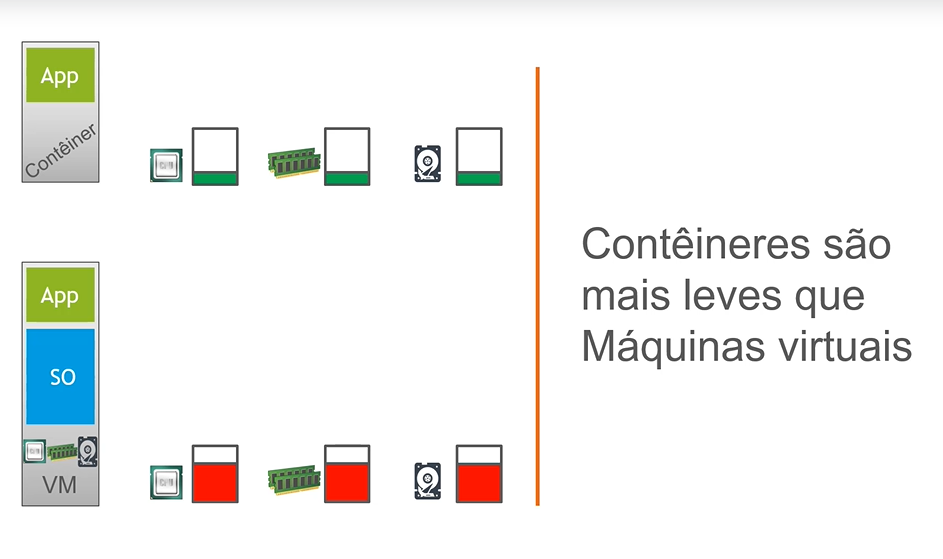 App
Contêiner
App
SO
VM
Contêineres são
mais leves que
Máquinas virtuais